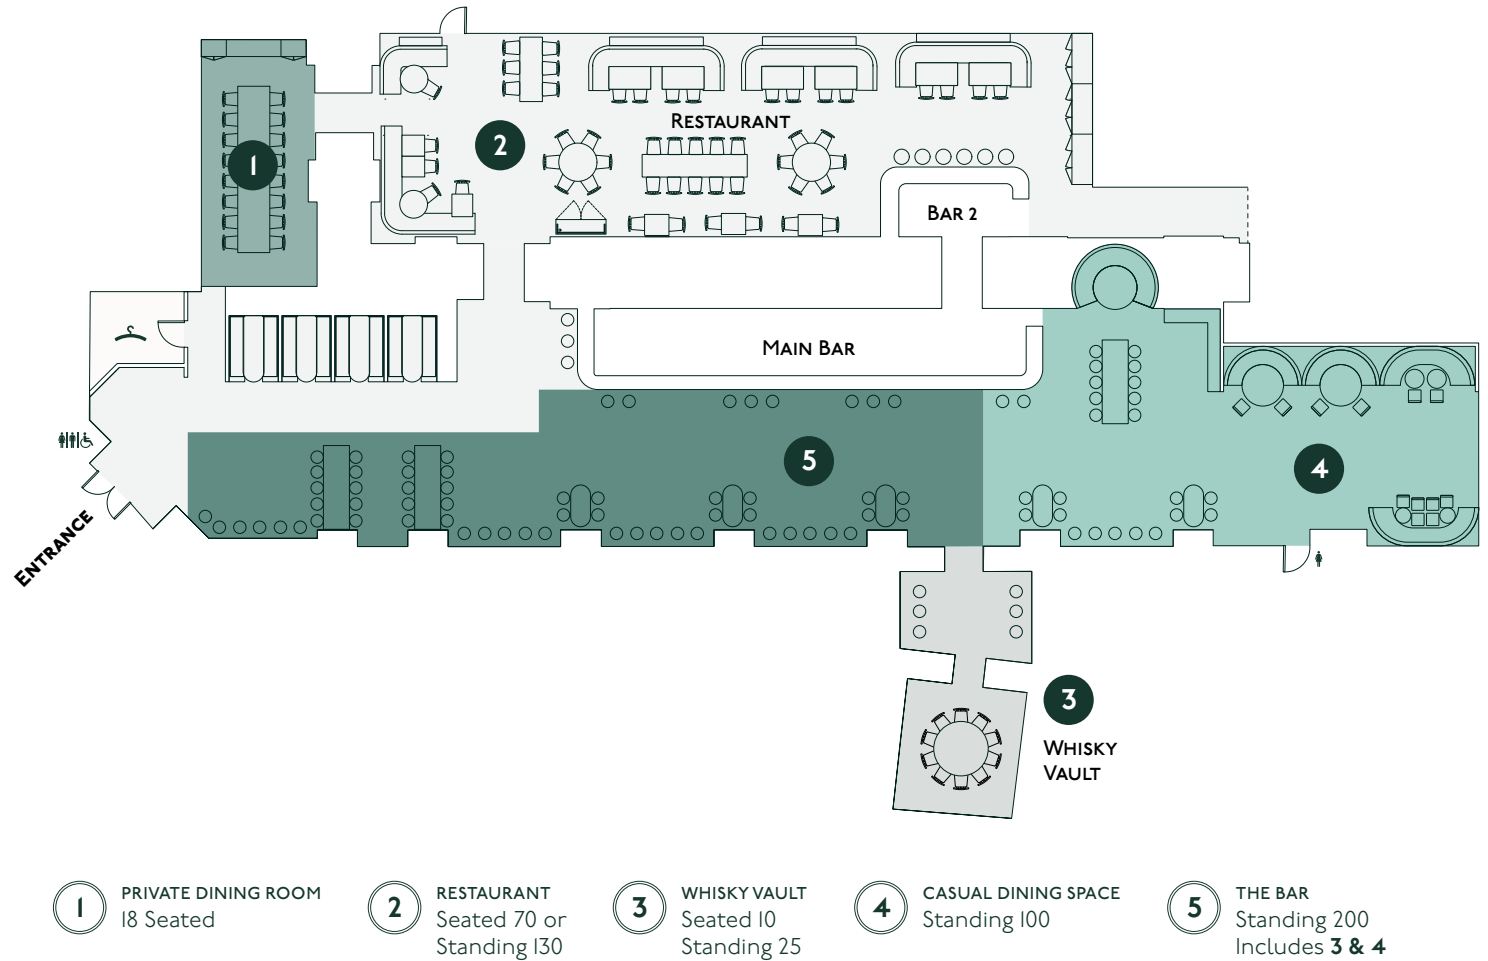 1
2
RESTAURANT
BAR 2
MAIN BAR
5
4
ENTRANCE
3
WHISKY
VAULT
1
PRIVATE DINING ROOM
18 Seated
2
RESTAURANT
Seated 70 or
Standing 130
3
WHISKY VAULT
Seated 10
Standing 25
4
CASUAL DINING SPACE
Standing 100
5
THE BAR
Standing 200
Includes 3 & 4